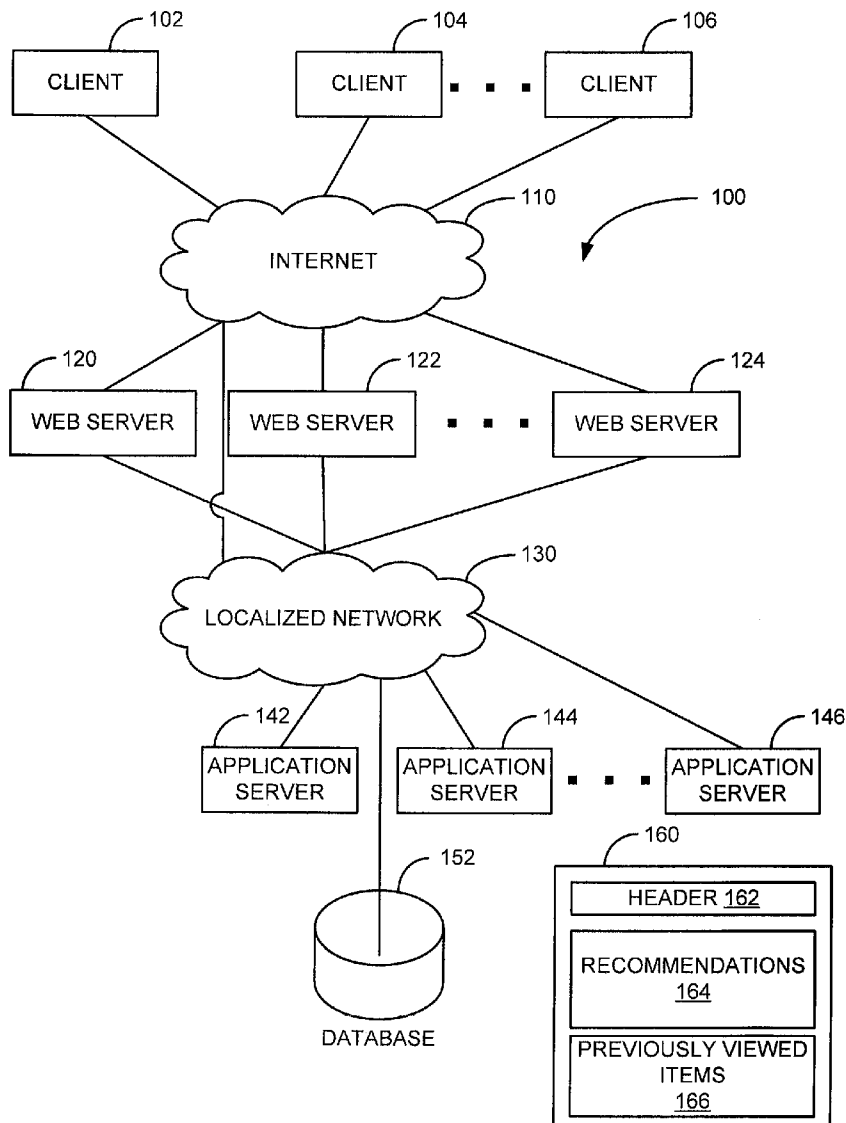 102
104
106
CLIENT
CLIENT
CLIENT
110
100
INTERNET
120
122
124
WEB SERVER
WEB SERVER
WEB SERVER
130
LOCALIZED NETWORK
142
144
146
APPLICATION
SERVER
APPLICATION
SERVER
APPLICATION
SERVER
152
160
HEADER 162
RECOMMENDATIONS
164
DATABASE
PREVIOUSLY VIEWED
ITEMS
166